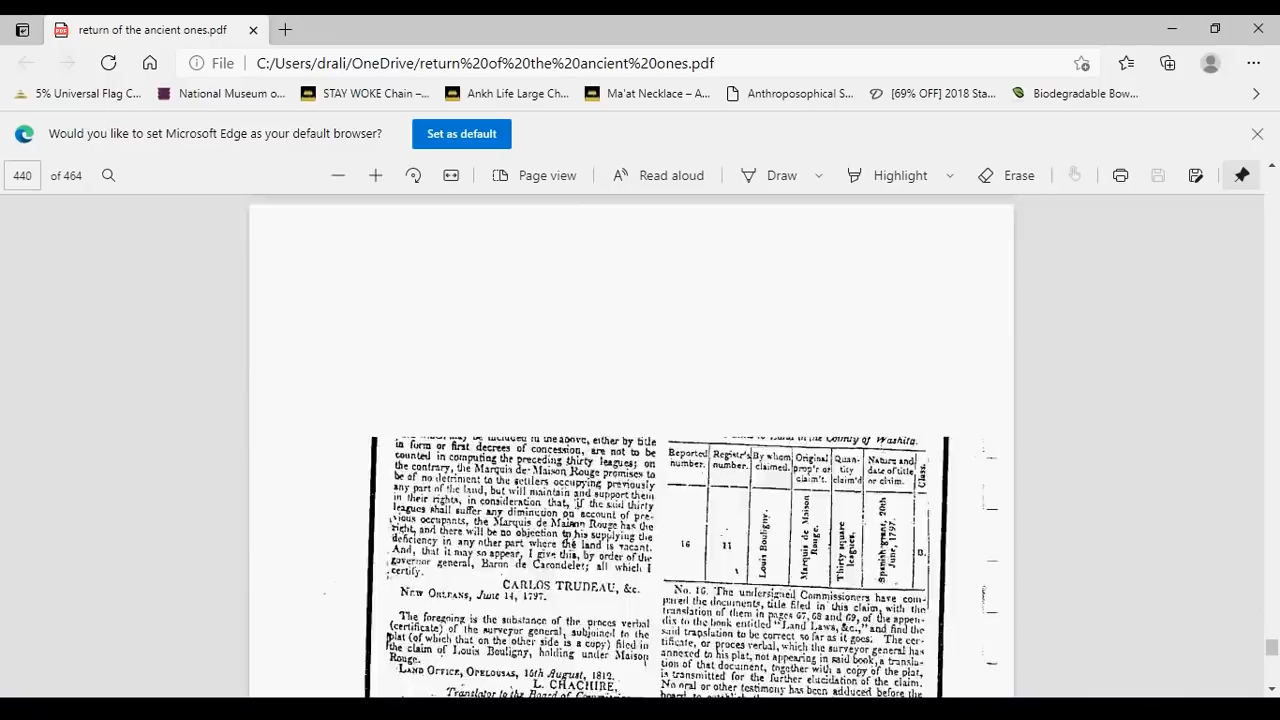 return of the ancient ones.pdf
File C:/Users/drali/OneDrive/return%20of%20the%20ancient%20ones.pdf
5% Universal Flag C... National Museum o... STAY WOKE Chain –... Ankh Life Large Ch... Ma'at Necklace – A... Anthroposophical S... [69% OFF] 2018 Sta... Biodegradable Bow...
Would you like to set Microsoft Edge as your default browser? Set as default
440 of 464 Page view Read aloud Draw Highlight Erase
be included in the above, either by title
in form or first decrees of concession, are not to be
counted in computing the preceding thirty leagues; on
the contrary, the Marquis de Maison Rouge promises to
be of no detriment to the settlers occupying previously
any part of the land, but will maintain and support them
in their rights, in consideration that, if the said thirty
leagues shall suffer any diminution on account of pre-
vious occupants, the Marquis de Maison Rouge has the
right, and there will be no objection to his supplying the
deficiency in any other part where the land is vacant.
And, that it may so appear, I give this, by order of the
governor general, Baron de Carondelet; all which I
certify.
CARLOS TRUDEAU, &c.
NEW ORLEANS, June 14, 1797.
The foregoing is the substance of the proces verbal
(certificate) of the surveyor general, subjoined to the
plat (of which that on the other side is a copy) filed in
the claim of Louis Bouligny, holding under Maison
Rouge.
LAND OFFICE, OPELOUSAS, 15th August, 1812.
L. CHACHIRE,
Translator to the Board of
in the County of Washita.
Reported number. Registr's number. By whom claimed. Original prop'r or claim't. Quan-tity claim'd Nature and date of title, or claim. Class.
16 11 Louis Bouligny. Marquis de Maison Rouge. Thirty square leagues. Spanish grant, 20th June, 1797. B.
No. 16. The undersigned Commissioners have com-
pared the documents, title filed in this claim, with the
translation of them in pages 67, 68 and 69, of the appen-
dix to the book entitled "Land Laws, &c., " and find the
said translation to be correct so far as it goes; The cer-
tificate, or proces verbal, which the surveyor general has
annexed to his plat, not appearing in said book, a transla-
tion of that document, together with a copy of the plat,
is transmitted for the further elucidation of the claim.
No oral or other testimony has been adduced before the